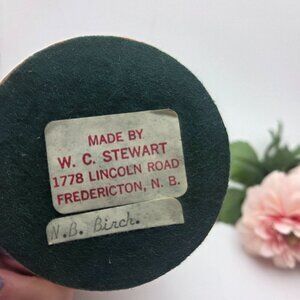 MADE BY
W. C. STEWART
1778 LINCOLN ROAD
FREDERICTON, N. B.
N.B. Birch.